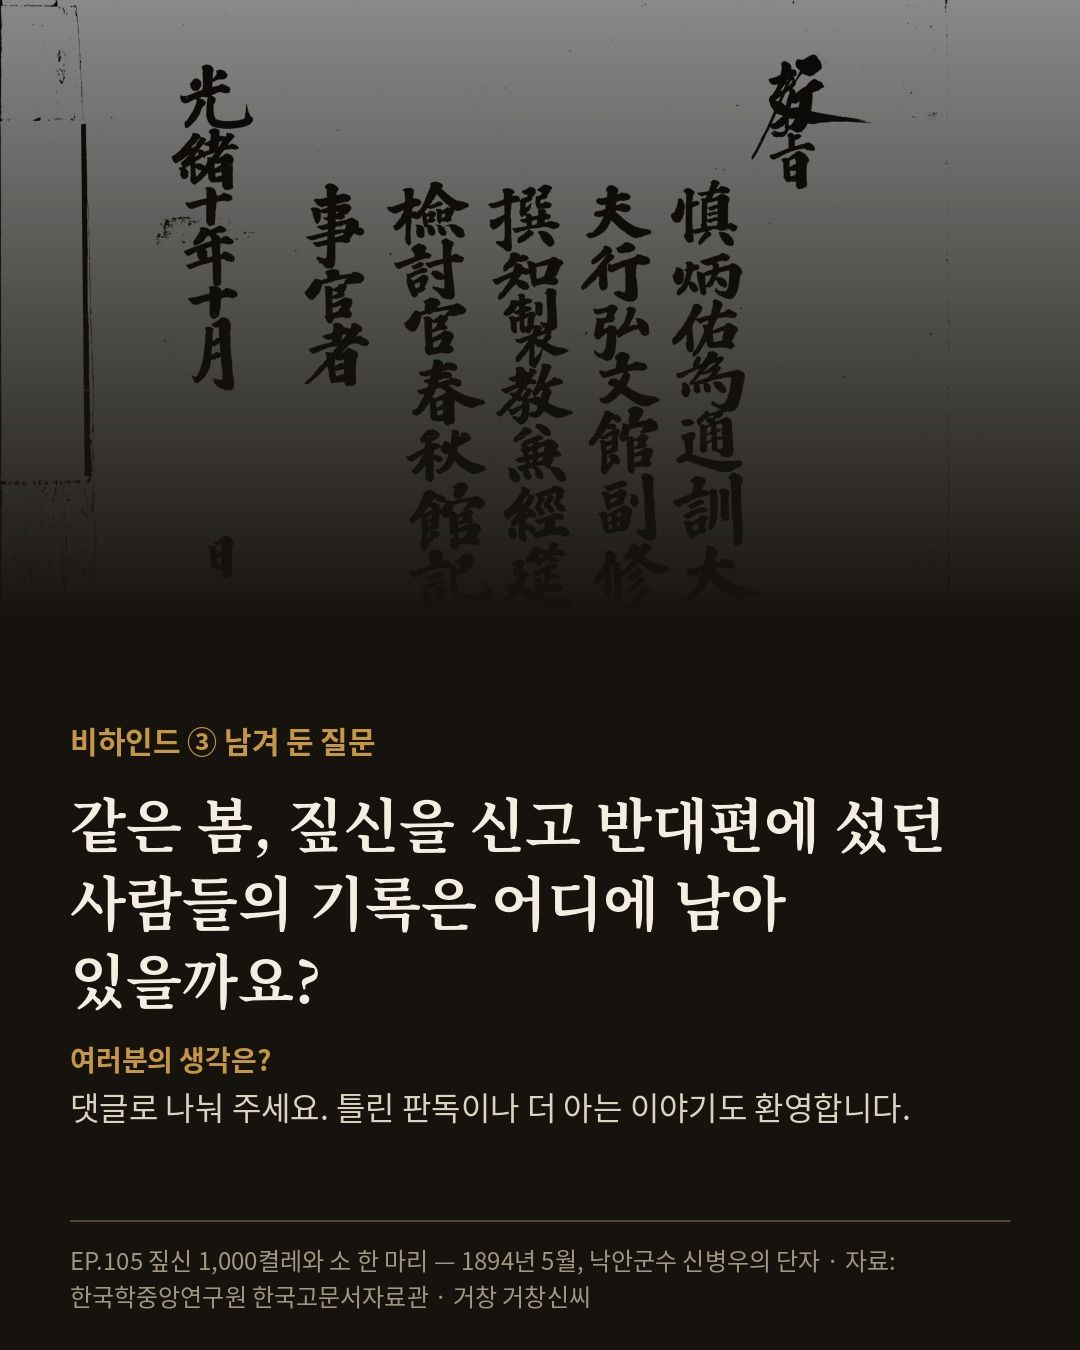 敎旨
慎炳佑為通訓大
夫行弘文館副修
撰知製敎兼經筵
檢討官春秋館記
事官者
光緖十年十月
日
비하인드 ③ 남겨 둔 질문
같은 봄, 짚신을 신고 반대편에 섰던
사람들의 기록은 어디에 남아
있을까요?
여러분의 생각은?
댓글로 나눠 주세요. 틀린 판독이나 더 아는 이야기도 환영합니다.
EP.105 짚신 1,000켤레와 소 한 마리 — 1894년 5월, 낙안군수 신병우의 단자 · 자료:
한국학중앙연구원 한국고문서자료관 · 거창 거창신씨